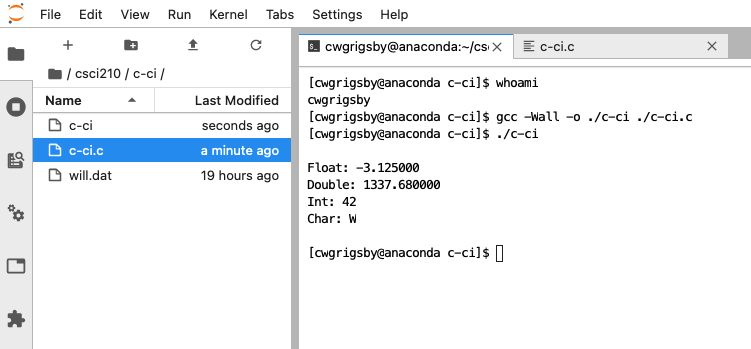 File Edit View Run Kernel Tabs Settings Help
cwgrigsby@anaconda:~/csc
c-ci.c
/ csci210 / c-ci /
Name Last Modified
c-ci seconds ago
c-ci.c a minute ago
will.dat 19 hours ago
[cwgrigsby@anaconda c-ci]$ whoami
cwgrigsby
[cwgrigsby@anaconda c-ci]$ gcc -Wall -o ./c-ci ./c-ci.c
[cwgrigsby@anaconda c-ci]$ ./c-ci
Float: -3.125000
Double: 1337.680000
Int: 42
Char: W
[cwgrigsby@anaconda c-ci]$